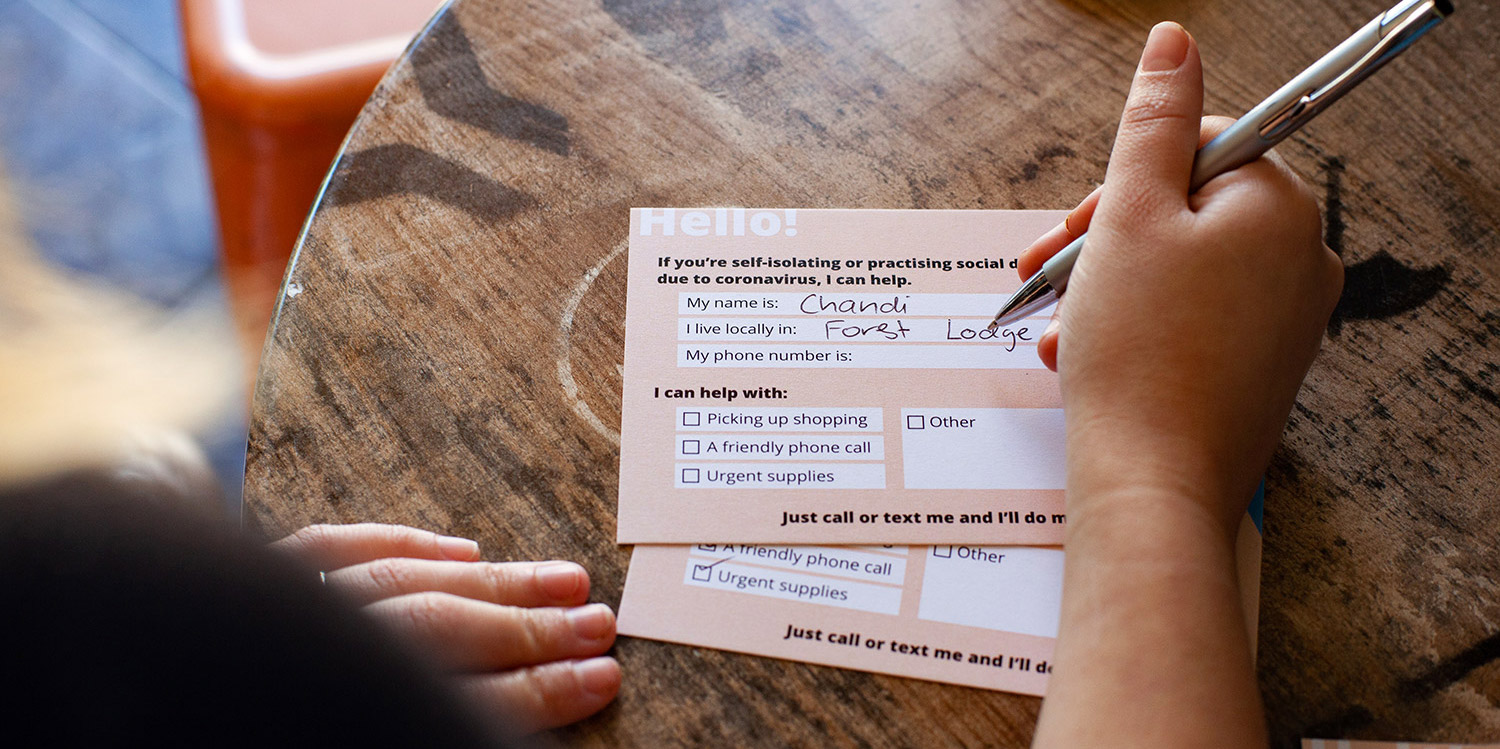 Hello!
If you're self-isolating or practising social
due to coronavirus, I can help.
My name is: Chandi
I live locally in: Forest Lodge
My phone number is:
I can help with:
Picking up shopping
A friendly phone call
Urgent supplies
Other
Just call or text me and I'll do
A friendly phone call
Urgent supplies
Other
Just call or text me and I'll